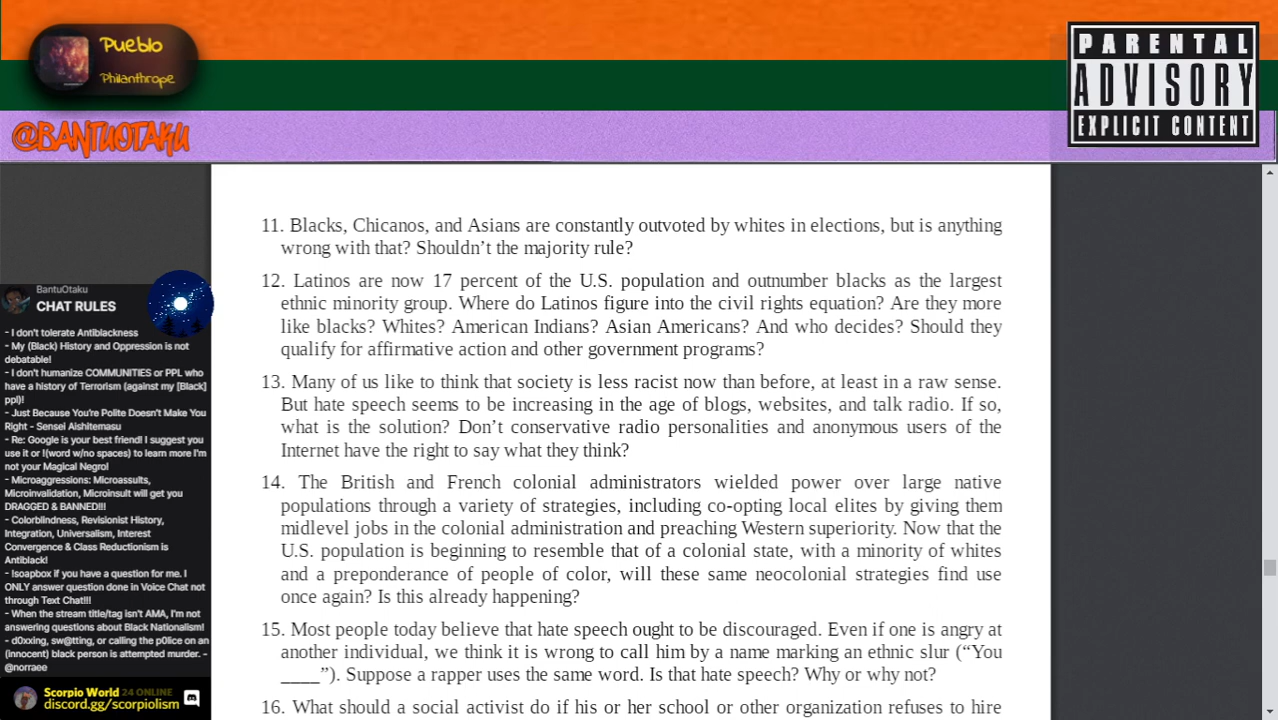 Pueblo
Philanthrope
@BANTUOTAKU
PARENTAL
ADVISORY
EXPLICIT CONTENT
11. Blacks, Chicanos, and Asians are constantly outvoted by whites in elections, but is anything
wrong with that? Shouldn’t the majority rule?
12. Latinos are now 17 percent of the U.S. population and outnumber blacks as the largest
ethnic minority group. Where do Latinos figure into the civil rights equation? Are they more
like blacks? Whites? American Indians? Asian Americans? And who decides? Should they
qualify for affirmative action and other government programs?
13. Many of us like to think that society is less racist now than before, at least in a raw sense.
But hate speech seems to be increasing in the age of blogs, websites, and talk radio. If so,
what is the solution? Don’t conservative radio personalities and anonymous users of the
Internet have the right to say what they think?
14. The British and French colonial administrators wielded power over large native
populations through a variety of strategies, including co-opting local elites by giving them
midlevel jobs in the colonial administration and preaching Western superiority. Now that the
U.S. population is beginning to resemble that of a colonial state, with a minority of whites
and a preponderance of people of color, will these same neocolonial strategies find use
once again? Is this already happening?
15. Most people today believe that hate speech ought to be discouraged. Even if one is angry at
another individual, we think it is wrong to call him by a name marking an ethnic slur (“You
____”). Suppose a rapper uses the same word. Is that hate speech? Why or why not?
16. What should a social activist do if his or her school or other organization refuses to hire
BantuOtaku
CHAT RULES
- I don't tolerate Antiblackness
- My (Black) History and Oppression is not
debatable!
- I don't humanize COMMUNITIES or PPL who
have a history of Terrorism (against my [Black]
ppl)!
- Just Because You're Polite Doesn't Make You
Right - Sensei Aishitemasu
- Re: Google is your best friend! I suggest you
use it or !(word w/no spaces) to learn more I'm
not your Magical Negro!
- Microaggressions: Microassults,
Microinvalidation, Microinsult will get you
DRAGGED & BANNED!!!
- Colorblindness, Revisionist History,
Integration, Universalism, Interest
Convergence & Class Reductionism is
Antiblack!
- !soapbox if you have a question for me. I
ONLY answer question done in Voice Chat not
through Text Chat!!!
- When the stream title/tag isn't AMA, I'm not
answering questions about Black Nationalism!
- d0xxing, sw@tting, or calling the p0lice on an
(innocent) black person is attempted murder. -
@norraee
Scorpio World 24 ONLINE
discord.gg/scorpiolism